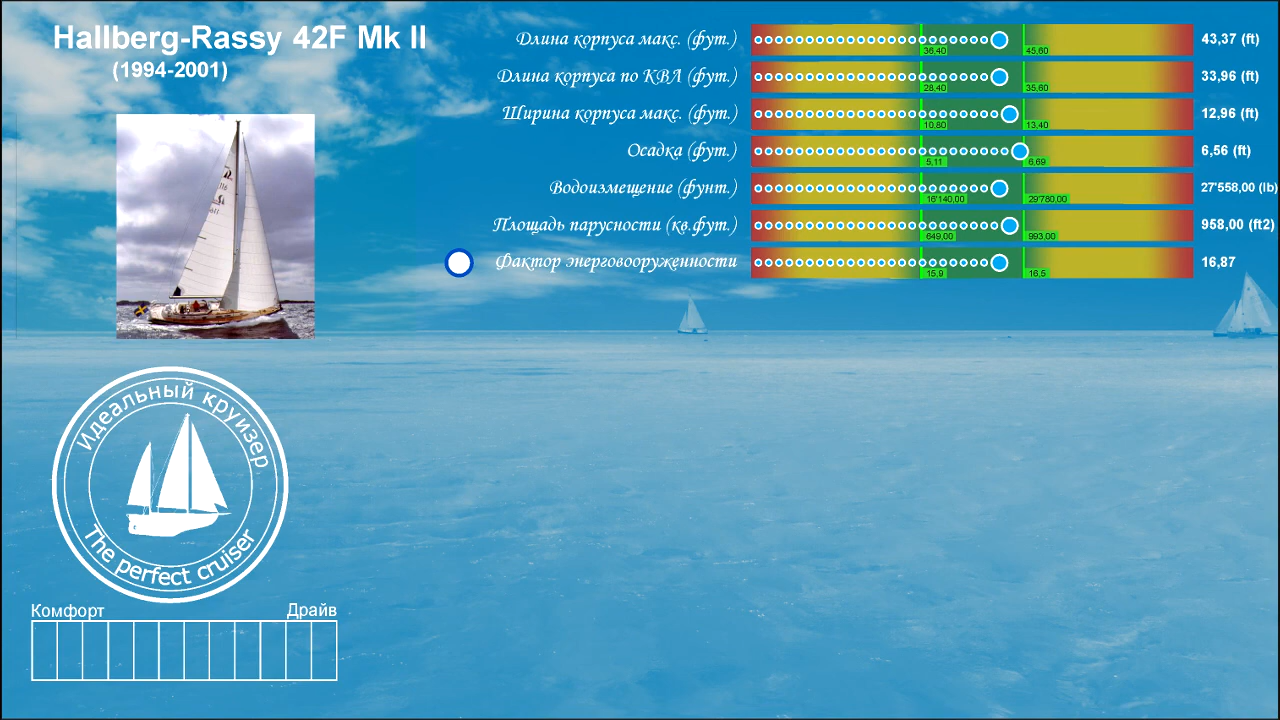 Hallberg-Rassy 42F Mk II
(1994-2001)
Длина корпуса макс. (фут.)
36,40
45,60
43,37 (ft)
Длина корпуса по КВЛ (фут.)
28,40
35,60
33,96 (ft)
Ширина корпуса макс. (фут.)
10,80
13,40
12,96 (ft)
Осадка (фут.)
5,11
6,69
6,56 (ft)
Водоизмещение (фунт.)
16'140,00
29'780,00
27'558,00 (lb)
Площадь парусности (кв.фут.)
649,00
993,00
958,00 (ft2)
Фактор энерговооруженности
15,9
16,5
16,87
Идеальный круизер
The perfect cruiser
Комфорт
Драйв